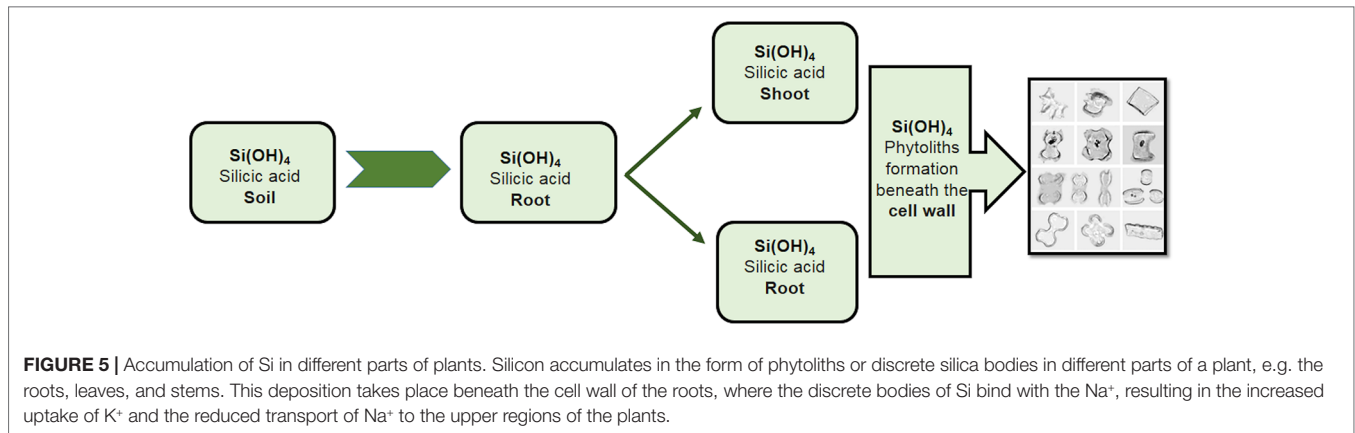 Si(OH)₄
Silicic acid
Soil
Si(OH)₄
Silicic acid
Root
Si(OH)₄
Silicic acid
Shoot
Si(OH)₄
Silicic acid
Root
Si(OH)₄
Phytoliths
formation
beneath the
cell wall
FIGURE 5 | Accumulation of Si in different parts of plants. Silicon accumulates in the form of phytoliths or discrete silica bodies in different parts of a plant, e.g. the
roots, leaves, and stems. This deposition takes place beneath the cell wall of the roots, where the discrete bodies of Si bind with the Na⁺, resulting in the increased
uptake of K⁺ and the reduced transport of Na⁺ to the upper regions of the plants.